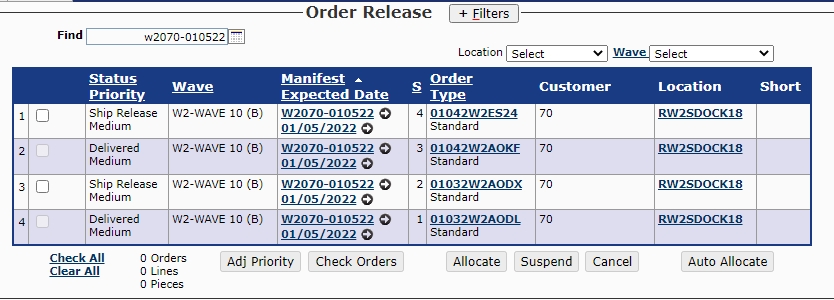 Order Release + Filters
Find w2070-010522
Location Select Wave Select
Status Manifest Order
Priority Wave Expected Date S Type Customer Location Short
1 Ship Release W2-WAVE 10 (B) W2070-010522 4 01042W2ES24 70 RW2SDOCK18
Medium 01/05/2022 Standard
2 Delivered W2-WAVE 10 (B) W2070-010522 3 01042W2AOKF 70 RW2SDOCK18
Medium 01/05/2022 Standard
3 Ship Release W2-WAVE 10 (B) W2070-010522 2 01032W2AODX 70 RW2SDOCK18
Medium 01/05/2022 Standard
4 Delivered W2-WAVE 10 (B) W2070-010522 1 01032W2AODL 70 RW2SDOCK18
Medium 01/05/2022 Standard
Check All 0 Orders Adj Priority Check Orders Allocate Suspend Cancel Auto Allocate
Clear All 0 Lines
0 Pieces